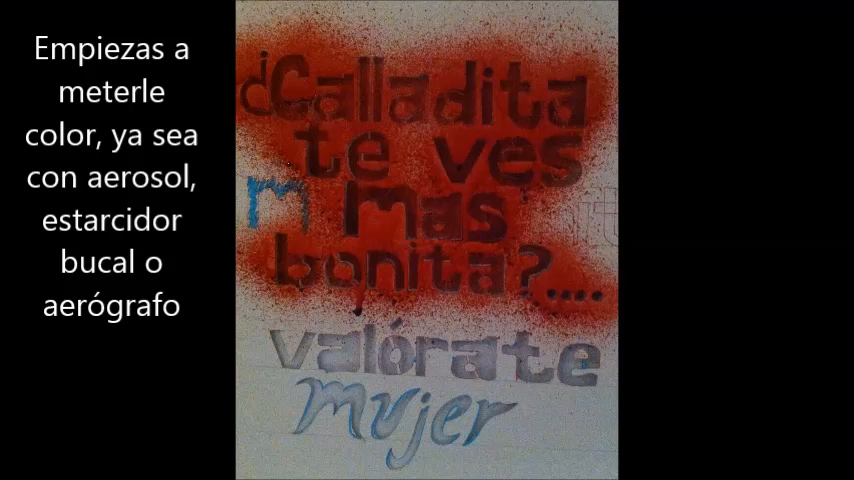 Empiezas a
meterle
color, ya sea
con aerosol,
estarcidor
bucal o
aerógrafo
¿Calladita
te ves
m mas
bonita?....
valórate
mujer